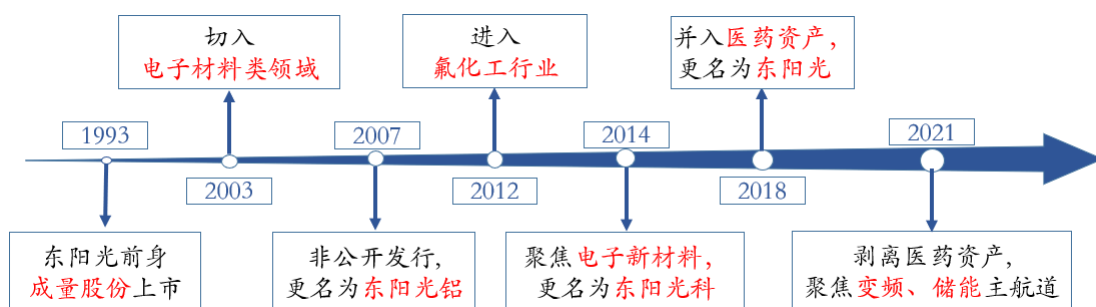 切入
电子材料类领域
进入
氟化工行业
并入医药资产，
更名为东阳光
1993
2007
2014
2021
2003
2012
2018
东阳光前身
成量股份上市
非公开发行，
更名为东阳光铝
聚焦电子新材料，
更名为东阳光科
剥离医药资产，
聚焦变频、储能主航道